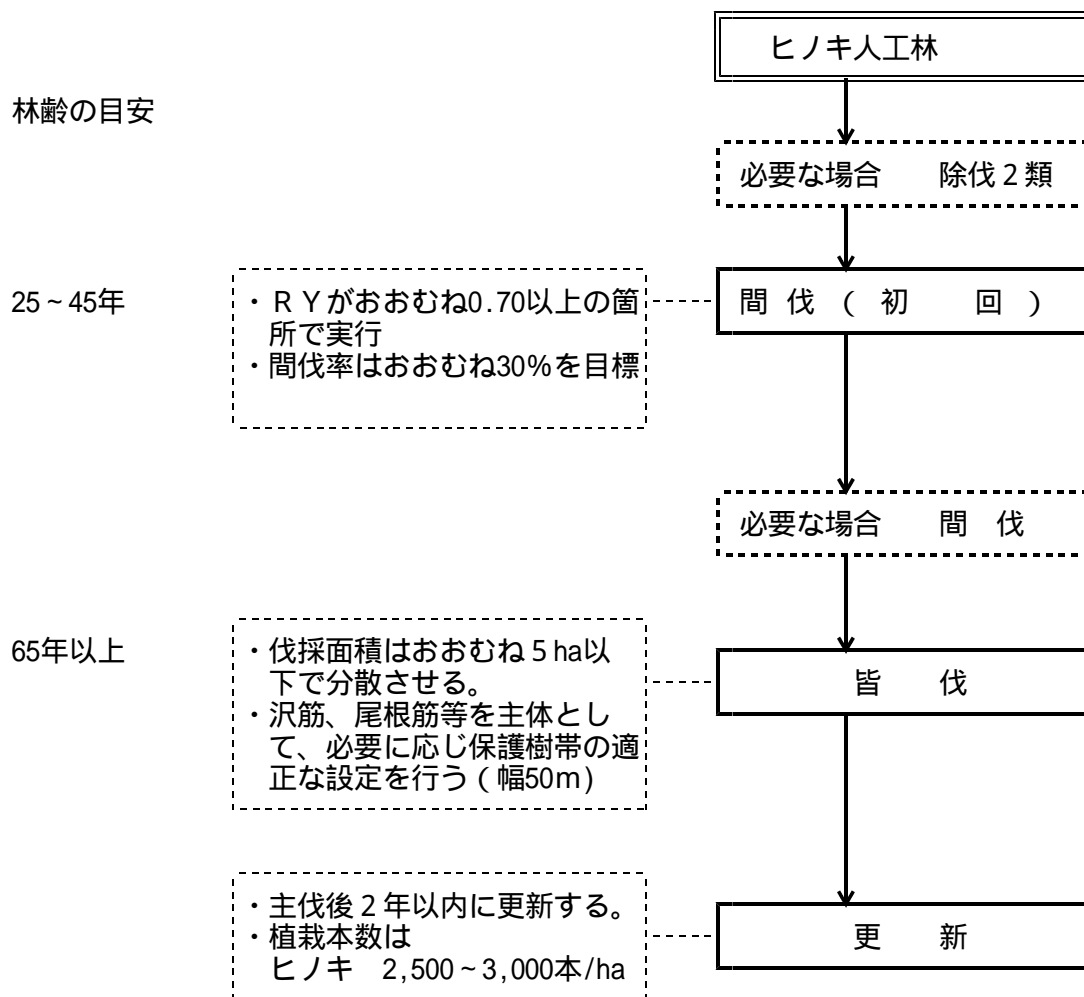 ヒノキ人工林
林齢の目安
必要な場合　除伐２類
25～45年
・ＲＹがおおむね0.70以上の箇
所で実行
・間伐率はおおむね30％を目標
間 伐 （ 初　回 ）
必要な場合　間　伐
65年以上
・伐採面積はおおむね５ha以
下で分散させる。
・沢筋、尾根筋等を主体とし
て、必要に応じ保護樹帯の適
正な設定を行う（幅50ｍ）
皆　伐
・主伐後２年以内に更新する。
・植栽本数は
ヒノキ　2,500～3,000本/ha
更　新